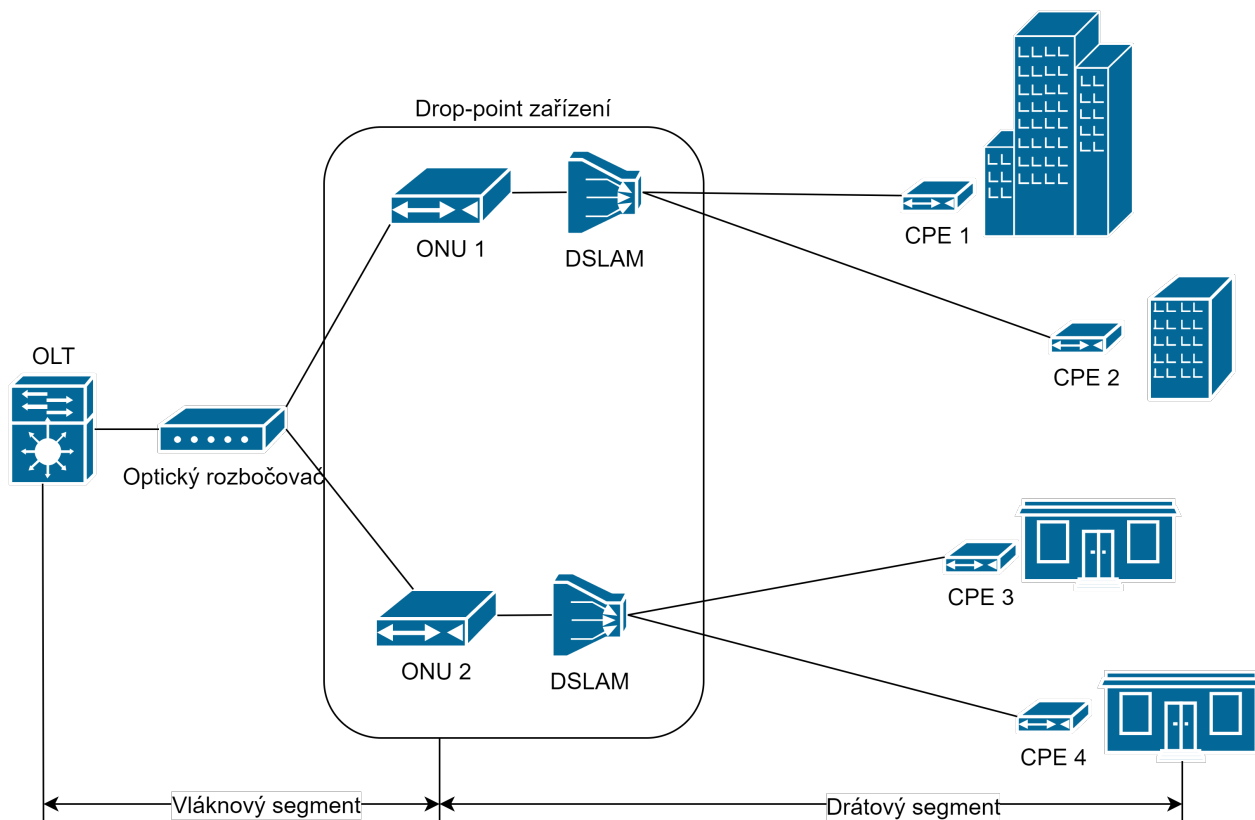 Drop-point zařízení
ONU 1
DSLAM
CPE 1
CPE 2
OLT
Optický rozbočovač
CPE 3
ONU 2
DSLAM
CPE 4
Vláknový segment
Drátový segment